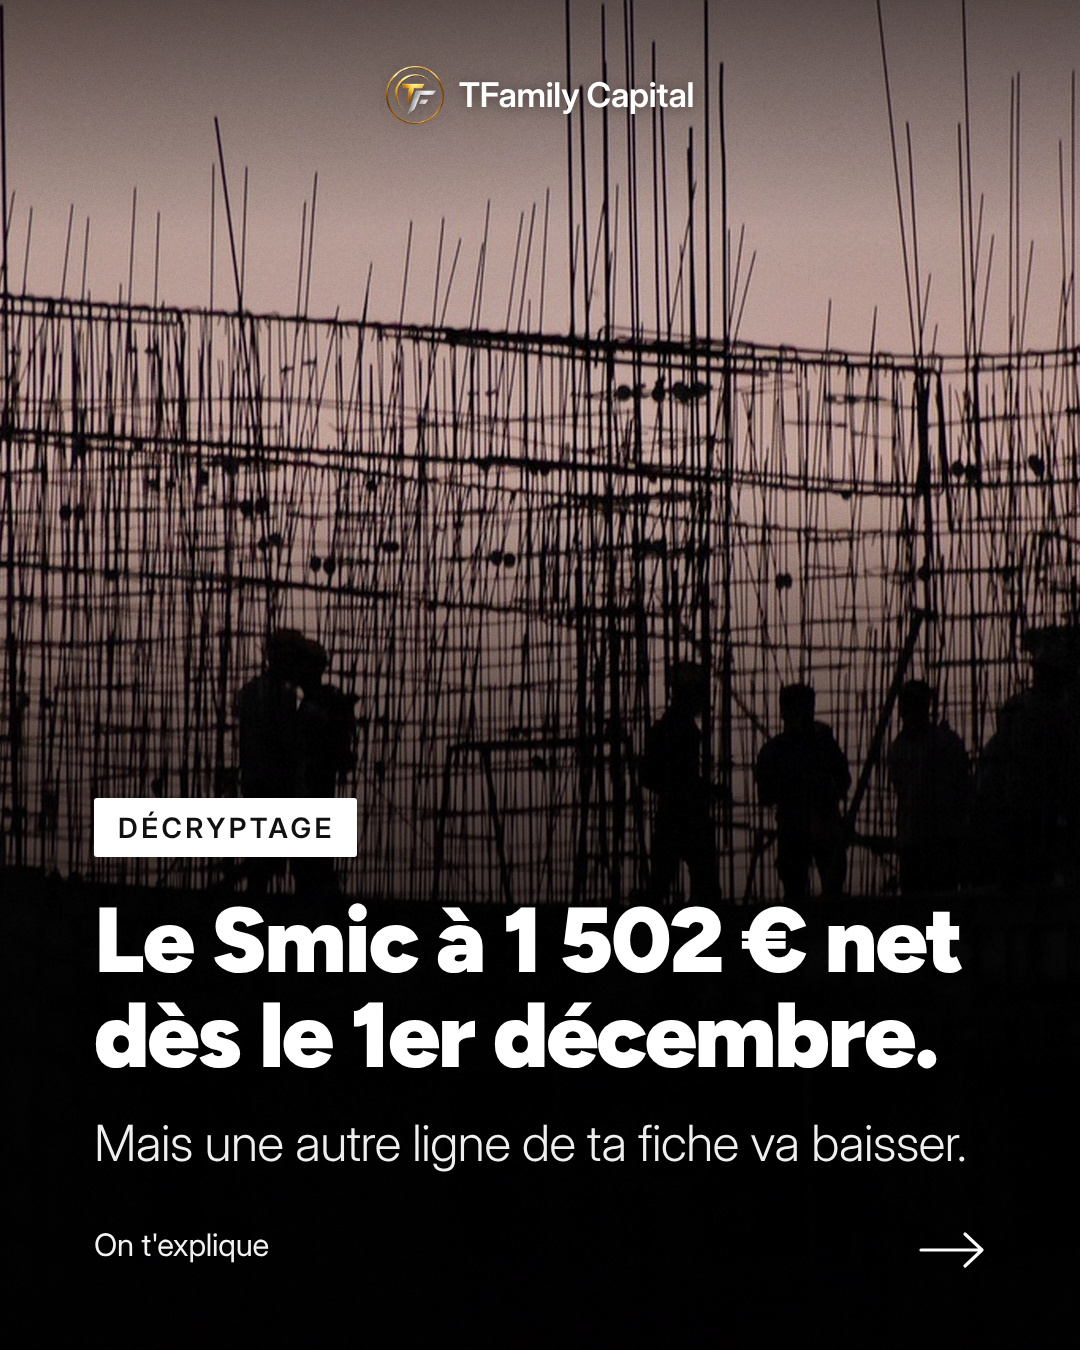 TFamily Capital
DÉCRYPTAGE
Le Smic à 1 502 € net
dès le 1er décembre.
Mais une autre ligne de ta fiche va baisser.
On t'explique